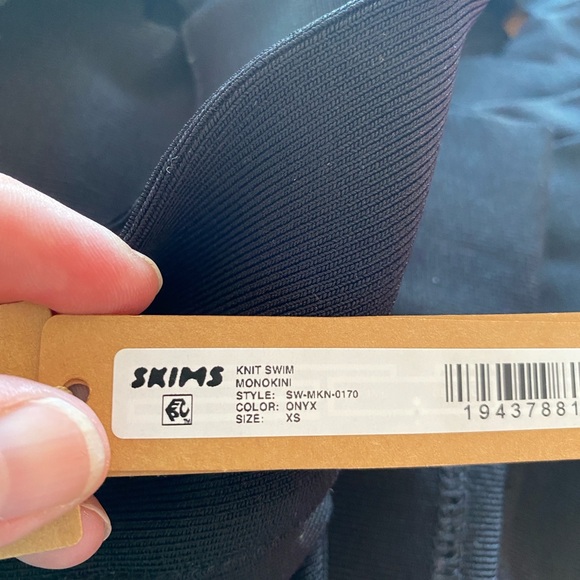 SKIMS
KNIT SWIM
MONOKINI
STYLE: SW-MKN-0170
COLOR: ONYX
SIZE: XS
19437881